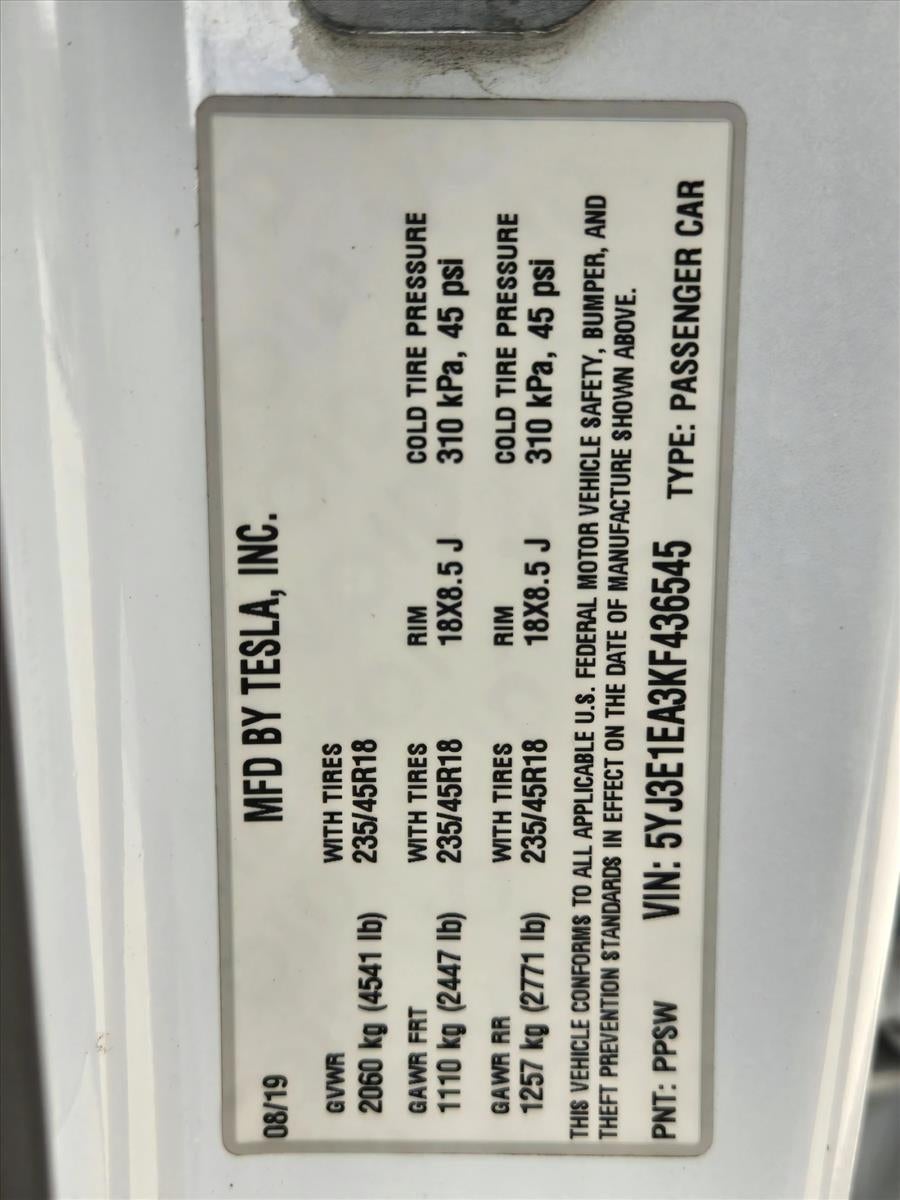 08/19 MFD BY TESLA, INC.
GVWR WITH TIRES
2060 kg (4541 lb) 235/45R18
GAWR FRT WITH TIRES RIM COLD TIRE PRESSURE
1110 kg (2447 lb) 235/45R18 18X8.5 J 310 kPa, 45 psi
GAWR RR WITH TIRES RIM COLD TIRE PRESSURE
1257 kg (2771 lb) 235/45R18 18X8.5 J 310 kPa, 45 psi
THIS VEHICLE CONFORMS TO ALL APPLICABLE U.S. FEDERAL MOTOR VEHICLE SAFETY, BUMPER, AND
THEFT PREVENTION STANDARDS IN EFFECT ON THE DATE OF MANUFACTURE SHOWN ABOVE.
PNT: PPSW VIN: 5YJ3E1EA3KF436545 TYPE: PASSENGER CAR